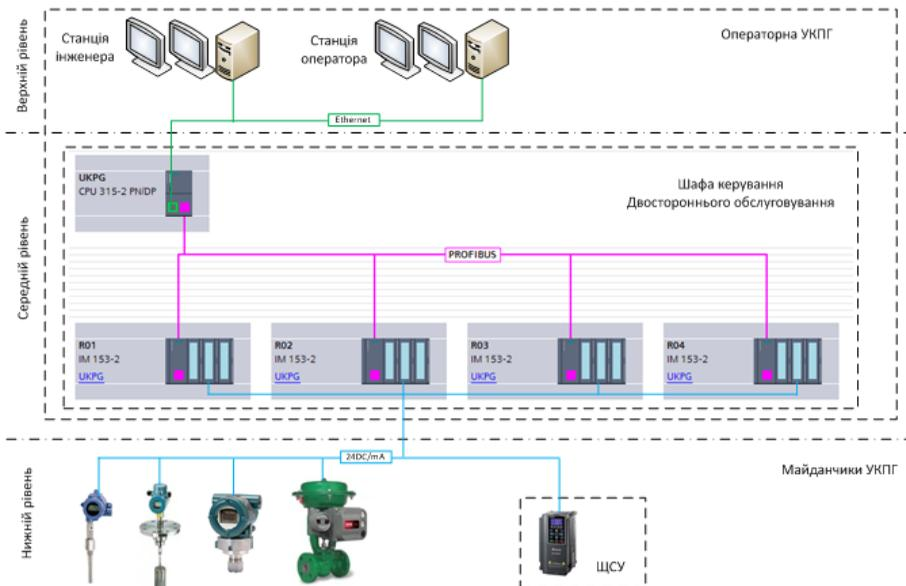 Верхній рівень
Станція
інженера
Станція
оператора
Операторна УКПГ
Ethernet
Середній рівень
UKPG
CPU 315-2 PN/DP
Шафа керування
Двостороннього обслуговування
PROFIBUS
R01
IM 153-2
UKPG
R02
IM 153-2
UKPG
R03
IM 153-2
UKPG
R04
IM 153-2
UKPG
Нижній рівень
24DC/mA
Майданчики УКПГ
ЩСУ